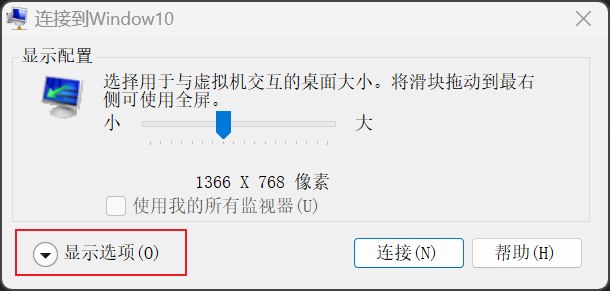 连接到Window10
显示配置
选择用于与虚拟机交互的桌面大小。将滑块拖动到最右
侧可使用全屏。
小 大
1366 X 768 像素
使用我的所有监视器(U)
显示选项(O) 连接(N) 帮助(H)